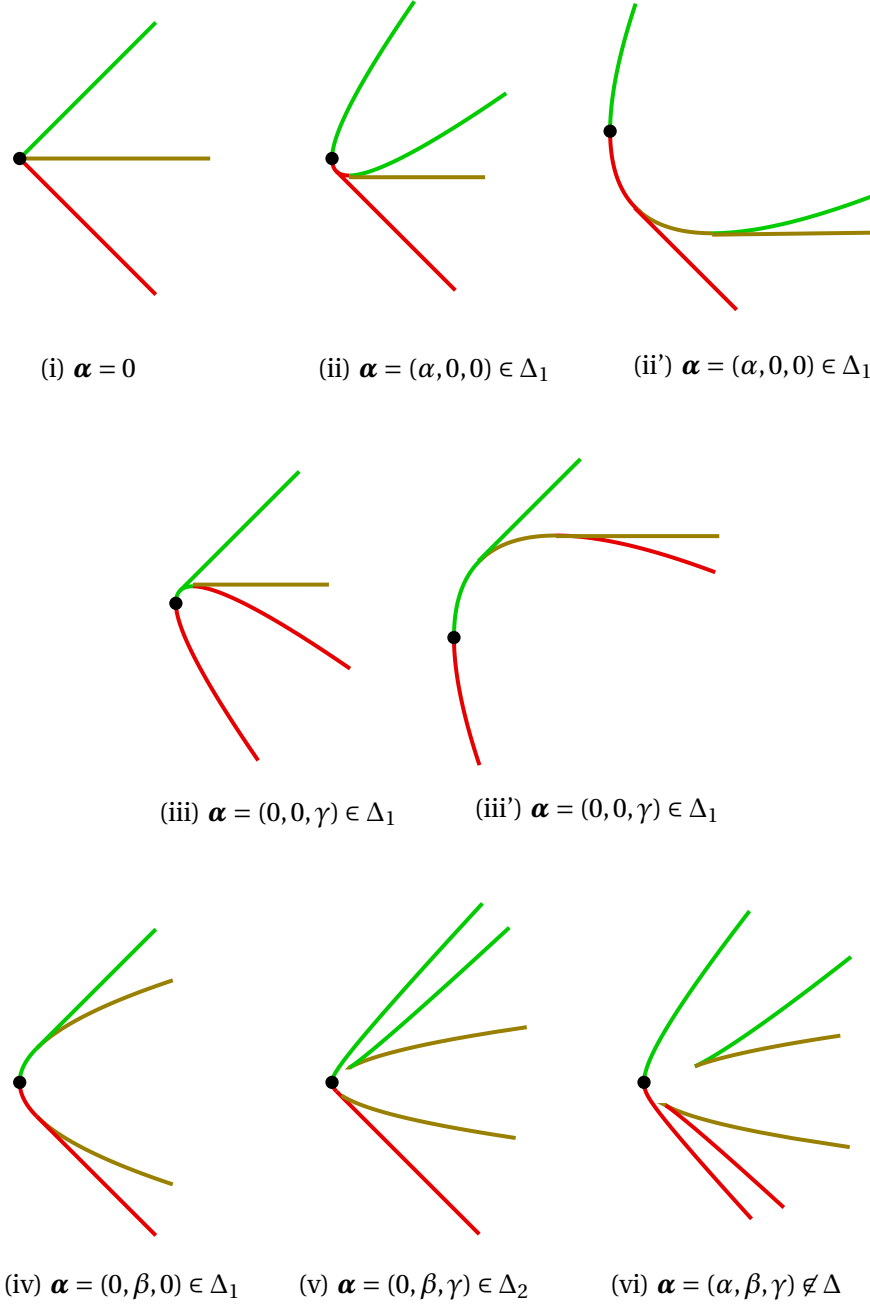 (i) 𝜶 = 0
(ii) 𝜶 = (α,0,0) ∈ Δ₁
(ii') 𝜶 = (α,0,0) ∈ Δ₁
(iii) 𝜶 = (0,0,γ) ∈ Δ₁
(iii') 𝜶 = (0,0,γ) ∈ Δ₁
(iv) 𝜶 = (0,β,0) ∈ Δ₁
(v) 𝜶 = (0,β,γ) ∈ Δ₂
(vi) 𝜶 = (α,β,γ) ∉ Δ